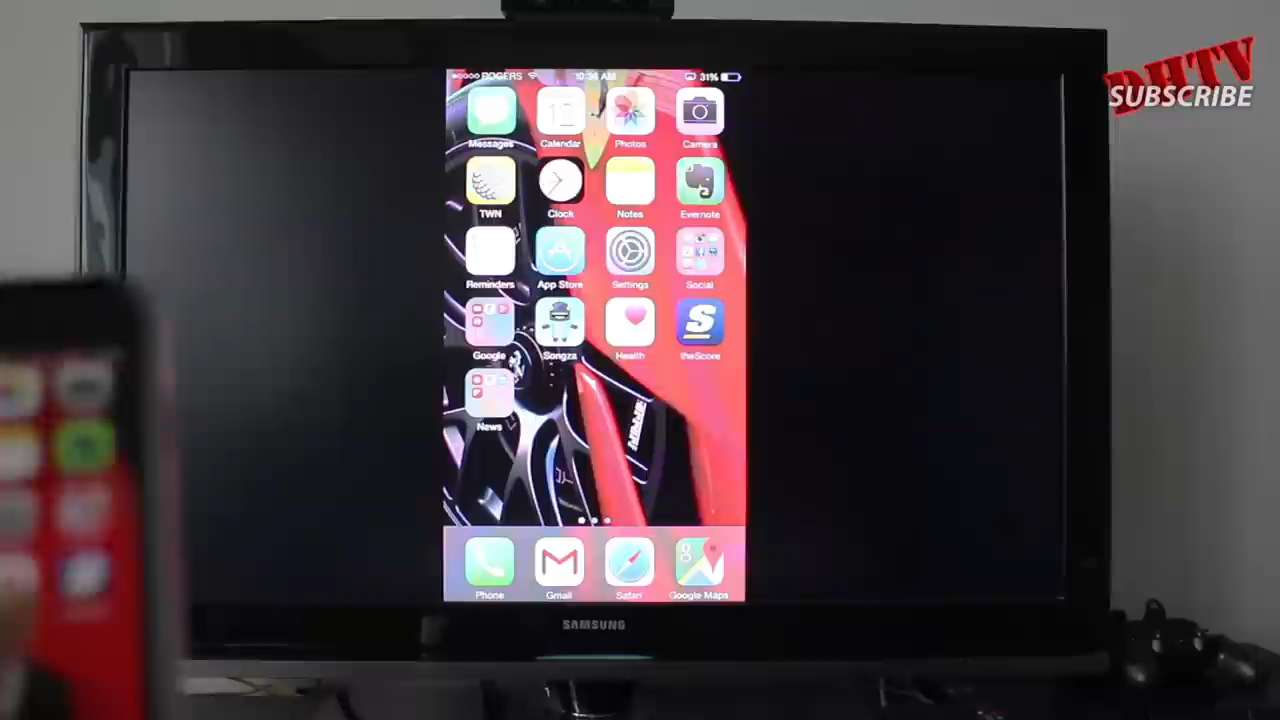 DHTV
SUBSCRIBE
ROGERS 10:34 AM 31%
Messages Calendar Photos Camera
TWN Clock Notes Evernote
Reminders App Store Settings Social
Google Songza Health theScore
News
Phone Gmail Safari Google Maps
SAMSUNG